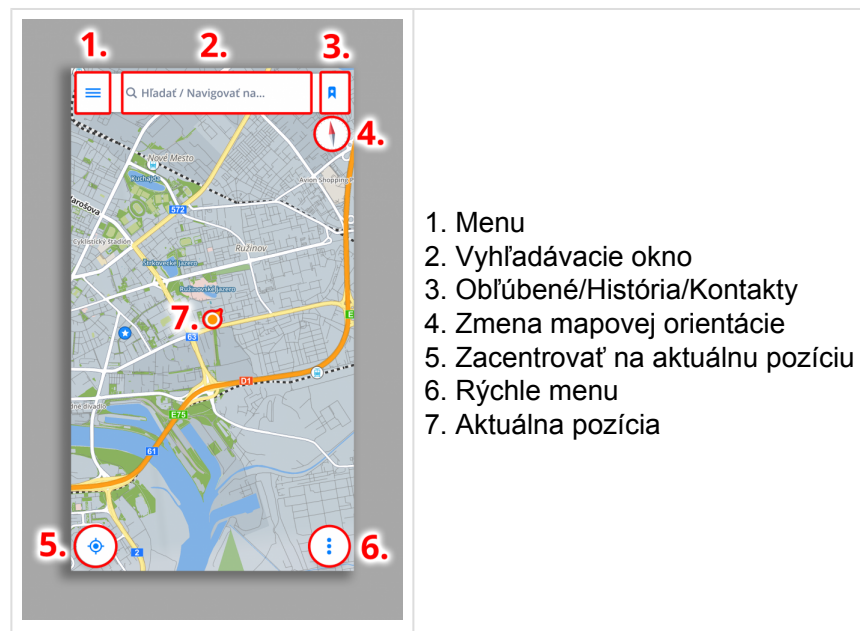 1.
2.
3.
Hľadať / Navigovať na...
4.
Nové Mesto
Kuchajda
Avion Shopping P
572
Cyklistický štadión
Ružinov
Štrkovecké jazero
Ružinovské jazero
7.
63
D1
E75
61
5.
2
6.
1. Menu
2. Vyhľadávacie okno
3. Obľúbené/História/Kontakty
4. Zmena mapovej orientácie
5. Zacentrovať na aktuálnu pozíciu
6. Rýchle menu
7. Aktuálna pozícia